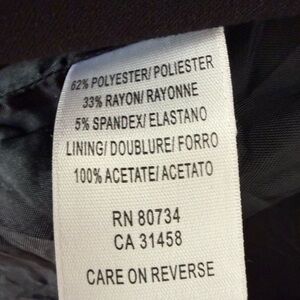 62% POLYESTER/ POLIESTER
33% RAYON/ RAYONNE
5% SPANDEX/ ELASTANO
LINING/ DOUBLURE/ FORRO
100% ACETATE/ ACETATO
RN 80734
CA 31458
CARE ON REVERSE